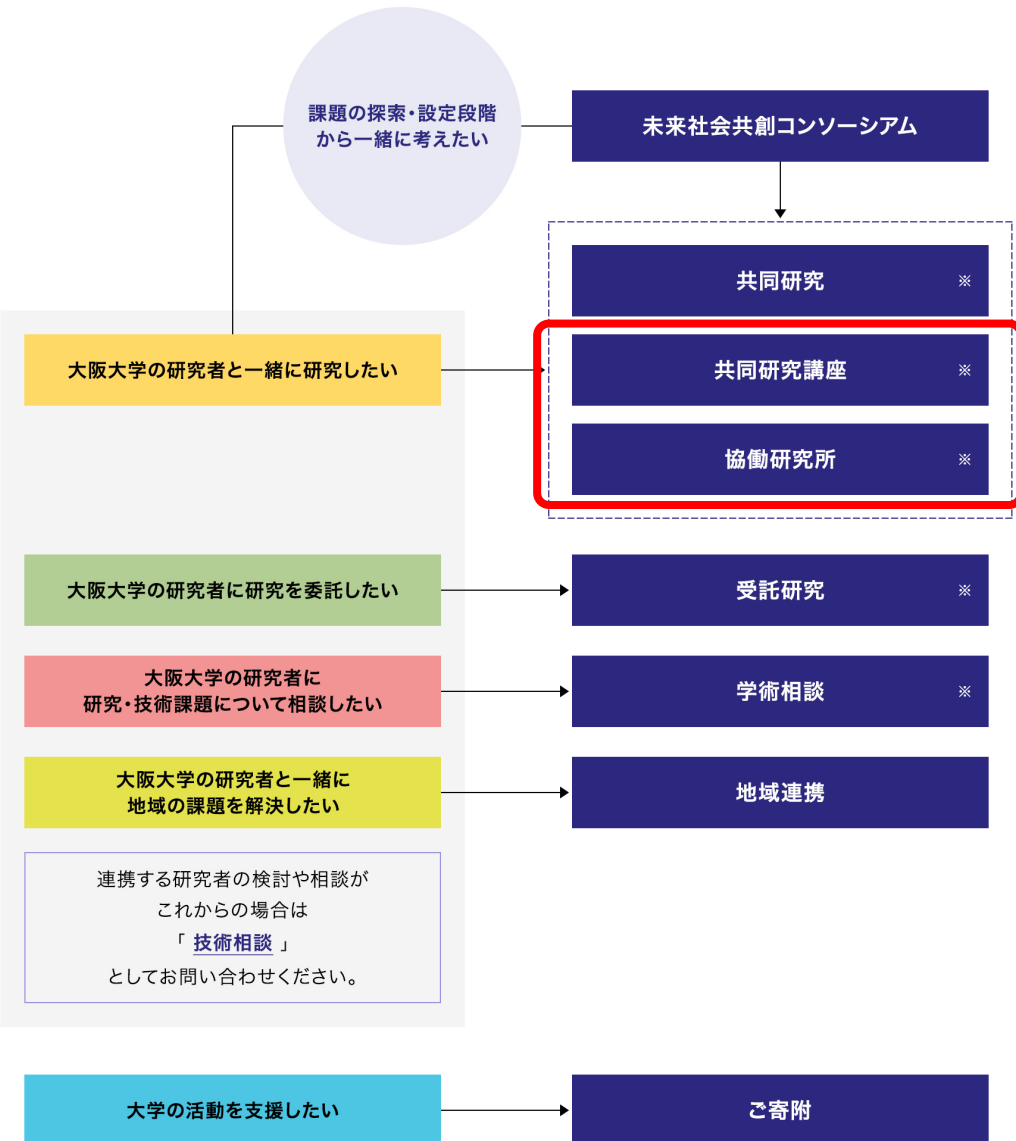 課題の探索・設定段階
から一緒に考えたい
未来社会共創コンソーシアム
共同研究 ※
大阪大学の研究者と一緒に研究したい
共同研究講座 ※
協働研究所 ※
大阪大学の研究者に研究を委託したい
受託研究 ※
大阪大学の研究者に
研究・技術課題について相談したい
学術相談 ※
大阪大学の研究者と一緒に
地域の課題を解決したい
地域連携
連携する研究者の検討や相談が
これからの場合は
「 技術相談 」
としてお問い合わせください。
大学の活動を支援したい
ご寄附